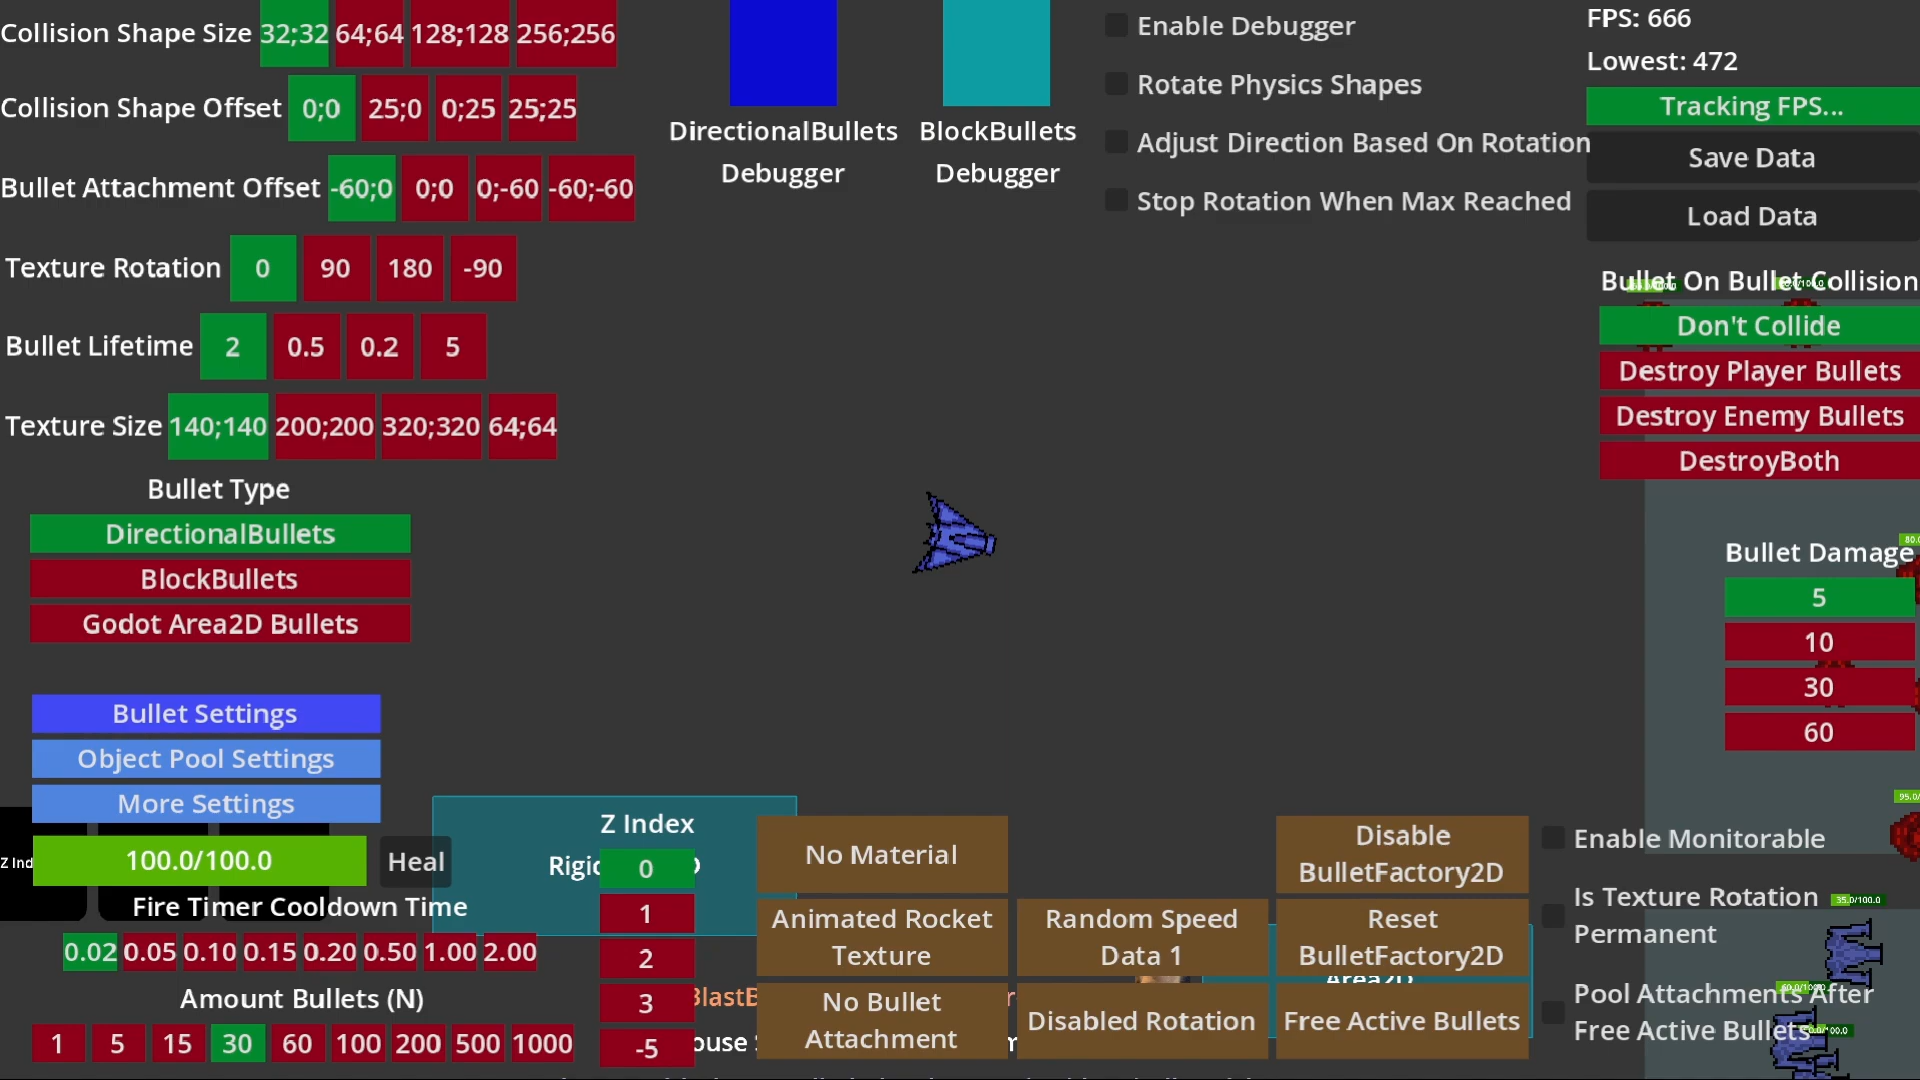 Collision Shape Size 32;32 64;64 128;128 256;256
Collision Shape Offset 0;0 25;0 0;25 25;25
Bullet Attachment Offset -60;0 0;0 0;-60 -60;-60
Texture Rotation 0 90 180 -90
Bullet Lifetime 2 0.5 0.2 5
Texture Size 140;140 200;200 320;320 64;64
Bullet Type
DirectionalBullets
BlockBullets
Godot Area2D Bullets
Bullet Settings
Object Pool Settings
More Settings
Z Ind
100.0/100.0 Heal
Fire Timer Cooldown Time
0.02 0.05 0.10 0.15 0.20 0.50 1.00 2.00
Amount Bullets (N)
1 5 15 30 60 100 200 500 1000
DirectionalBullets
Debugger
BlockBullets
Debugger
Enable Debugger
Rotate Physics Shapes
Adjust Direction Based On Rotation
Stop Rotation When Max Reached
FPS: 666
Lowest: 472
Tracking FPS...
Save Data
Load Data
Bullet On Bullet Collision
Don't Collide
Destroy Player Bullets
Destroy Enemy Bullets
DestroyBoth
Bullet Damage
5
10
30
60
Z Index
0
1
2
3
-5
No Material
Animated Rocket
Texture
No Bullet
Attachment
Random Speed
Data 1
Disabled Rotation
Disable
BulletFactory2D
Reset
BulletFactory2D
Area2D
Free Active Bullets
Enable Monitorable
Is Texture Rotation
Permanent
35.0/100.0
Pool Attachments After
Free Active Bullets